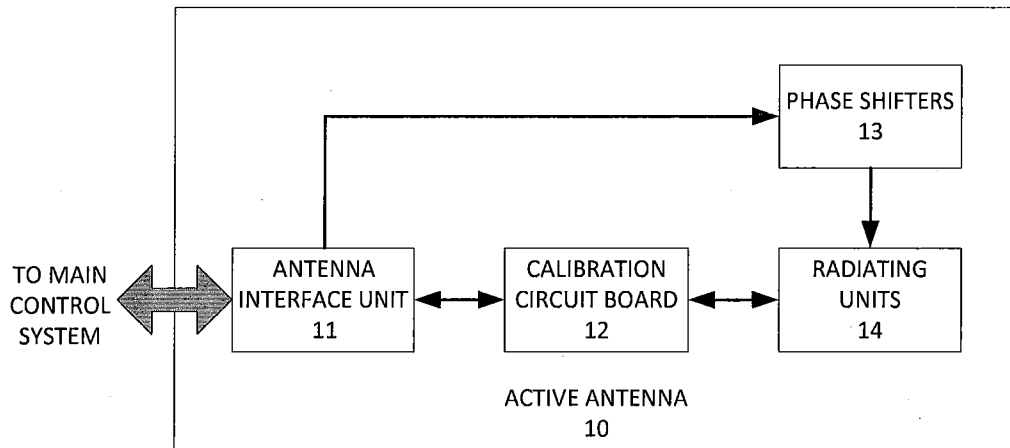 PHASE SHIFTERS
13
TO MAIN
CONTROL
SYSTEM
ANTENNA
INTERFACE UNIT
11
CALIBRATION
CIRCUIT BOARD
12
RADIATING
UNITS
14
ACTIVE ANTENNA
10